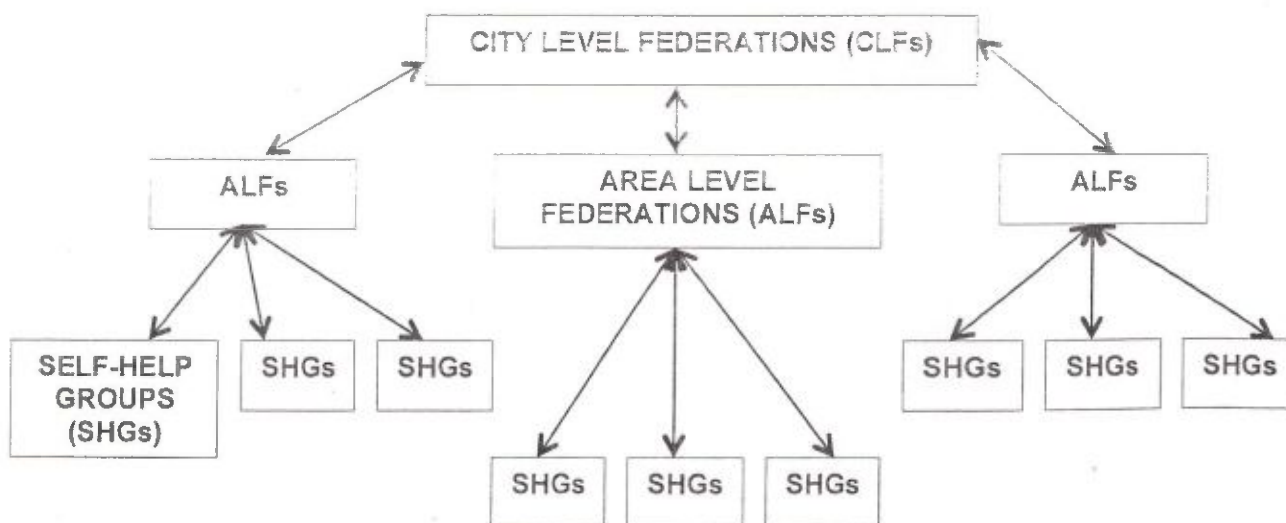 CITY LEVEL FEDERATIONS (CLFs)
ALFs
AREA LEVEL
FEDERATIONS (ALFs)
ALFs
SELF-HELP
GROUPS
(SHGs)
SHGs
SHGs
SHGs
SHGs
SHGs
SHGs
SHGs
SHGs